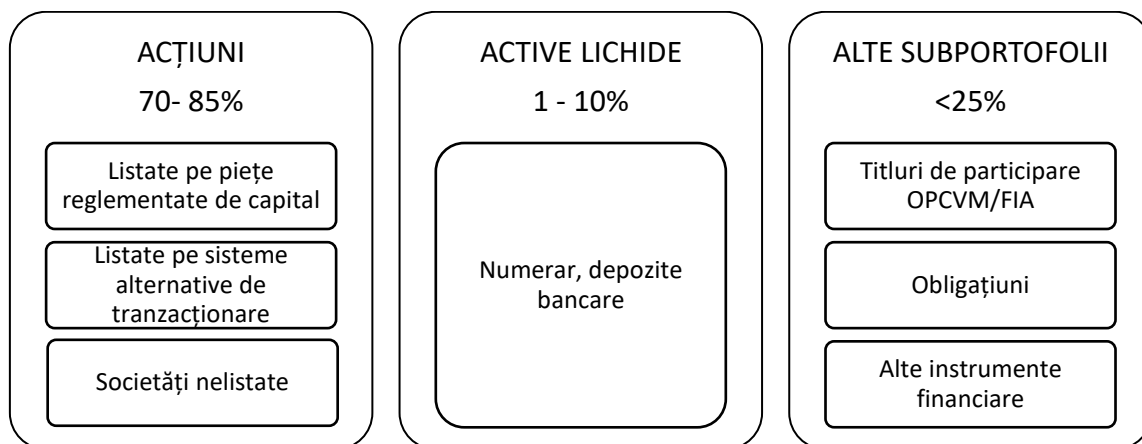 ACȚIUNI
70- 85%
Listate pe piețe
reglementate de capital
Listate pe sisteme
alternative de
tranzacționare
Societăți nelistate
ACTIVE LICHIDE
1 - 10%
Numerar, depozite
bancare
ALTE SUBPORTOFOLII
<25%
Titluri de participare
OPCVM/FIA
Obligațiuni
Alte instrumente
financiare